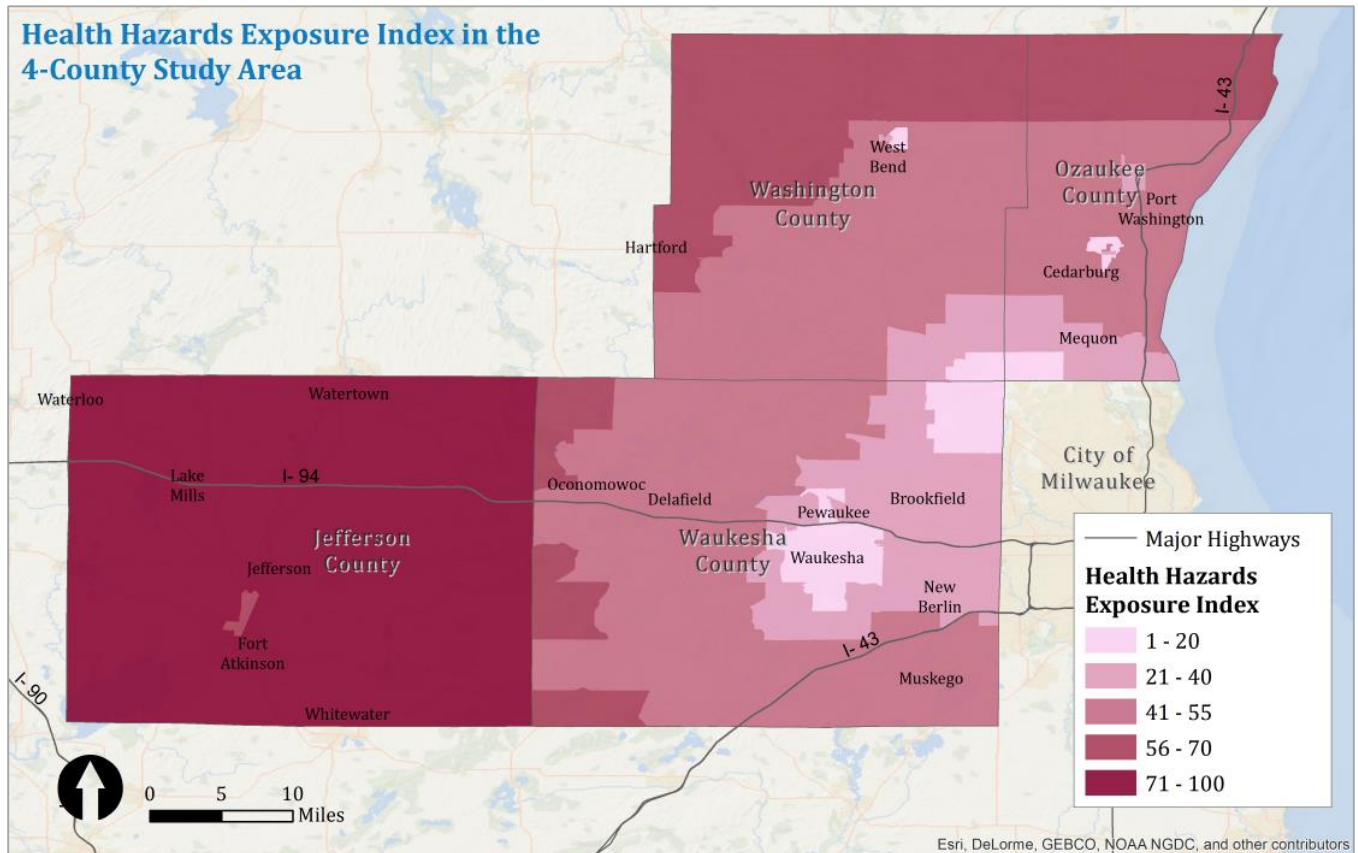 Health Hazards Exposure Index in the
4-County Study Area
I- 43
West
Bend
Washington
County
Ozaukee
County
Port
Washington
Hartford
Cedarburg
Mequon
Waterloo
Watertown
City of
Milwaukee
Lake
Mills
I- 94
Oconomowoc
Delafield
Pewaukee
Brookfield
Jefferson
County
Waukesha
County
Waukesha
Jefferson
New
Berlin
Fort
Atkinson
I- 43
Muskego
I- 90
Whitewater
Major Highways
Health Hazards
Exposure Index
1 - 20
21 - 40
41 - 55
56 - 70
71 - 100
0 5 10
Miles
Esri, DeLorme, GEBCO, NOAA NGDC, and other contributors